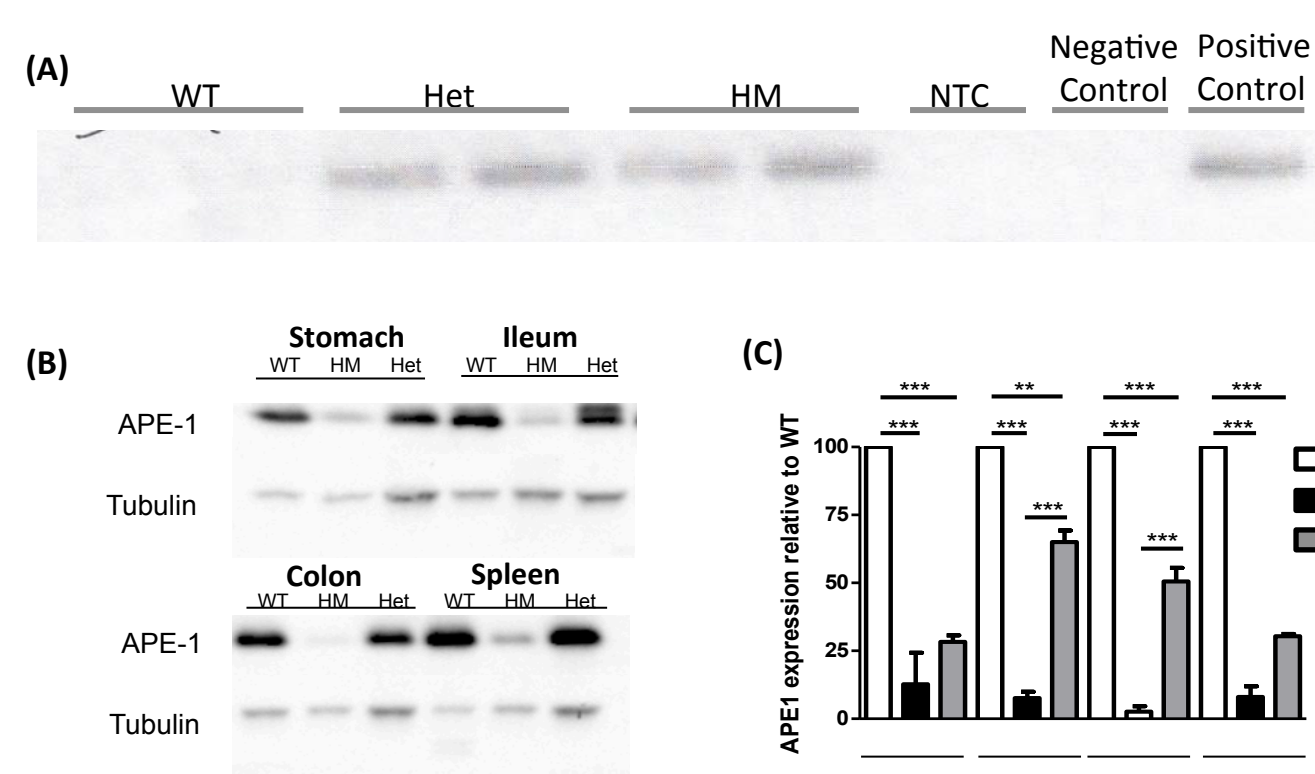 (A)
WT Het HM NTC Negative Control Positive Control
(B)
Stomach Ileum
WT HM Het WT HM Het
APE-1
Tubulin
Colon Spleen
WT HM Het WT HM Het
APE-1
Tubulin
(C)
*** ** *** ***
*** *** *** ***
*** ***
APE1 expression relative to WT
100
75
50
25
0